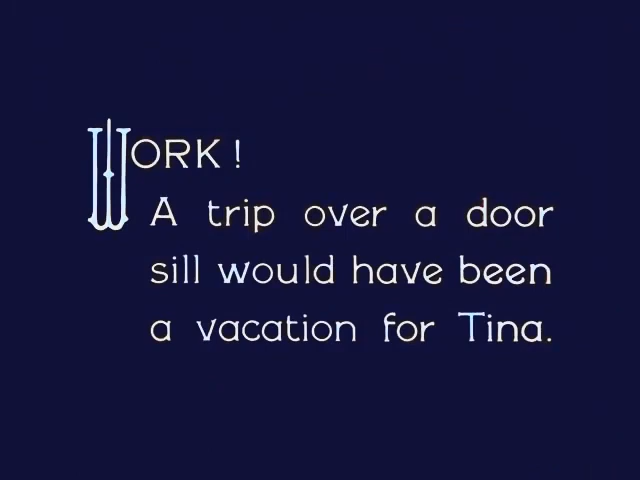 WORK!
A trip over a door
sill would have been
a vacation for Tina.